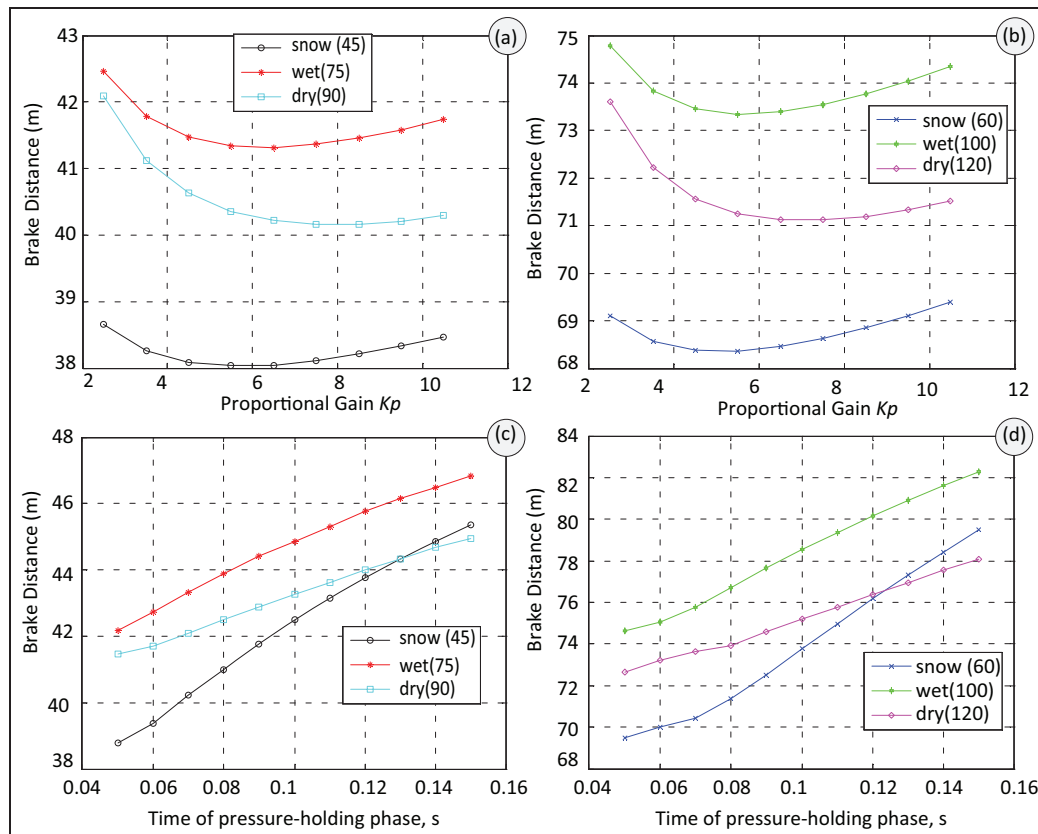 (a)
43
42
41
40
39
38
2 4 6 8 10 12
Brake Distance (m)
Proportional Gain Kp
snow (45)
wet(75)
dry(90)
(b)
75
74
73
72
71
70
69
68
2 4 6 8 10 12
Brake Distance (m)
Proportional Gain Kp
snow (60)
wet(100)
dry(120)
(c)
48
46
44
42
40
38
0.04 0.06 0.08 0.1 0.12 0.14 0.16
Brake Distance (m)
Time of pressure-holding phase, s
snow (45)
wet(75)
dry(90)
(d)
84
82
80
78
76
74
72
70
68
0.04 0.06 0.08 0.1 0.12 0.14 0.16
Brake Distance (m)
Time of pressure-holding phase, s
snow (60)
wet(100)
dry(120)